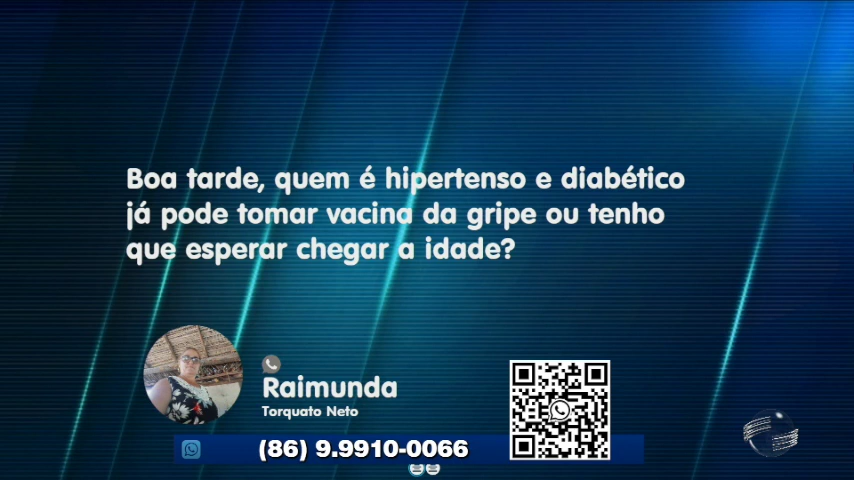 Boa tarde, quem é hipertenso e diabético
já pode tomar vacina da gripe ou tenho
que esperar chegar a idade?
Raimunda
Torquato Neto
(86) 9.9910-0066